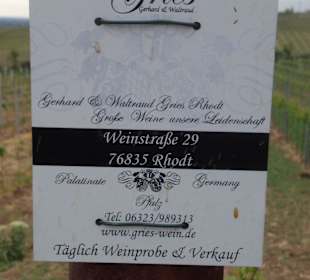 Gries
Gerhard & Waltraud
Gerhard & Waltraud Gries Rhodt
Große Weine unsere Leidenschaft
Weinstraße 29
76835 Rhodt
Palatinate Germany
Pfalz
Tel: 06323/989313
www.gries-wein.de
Täglich Weinprobe & Verkauf